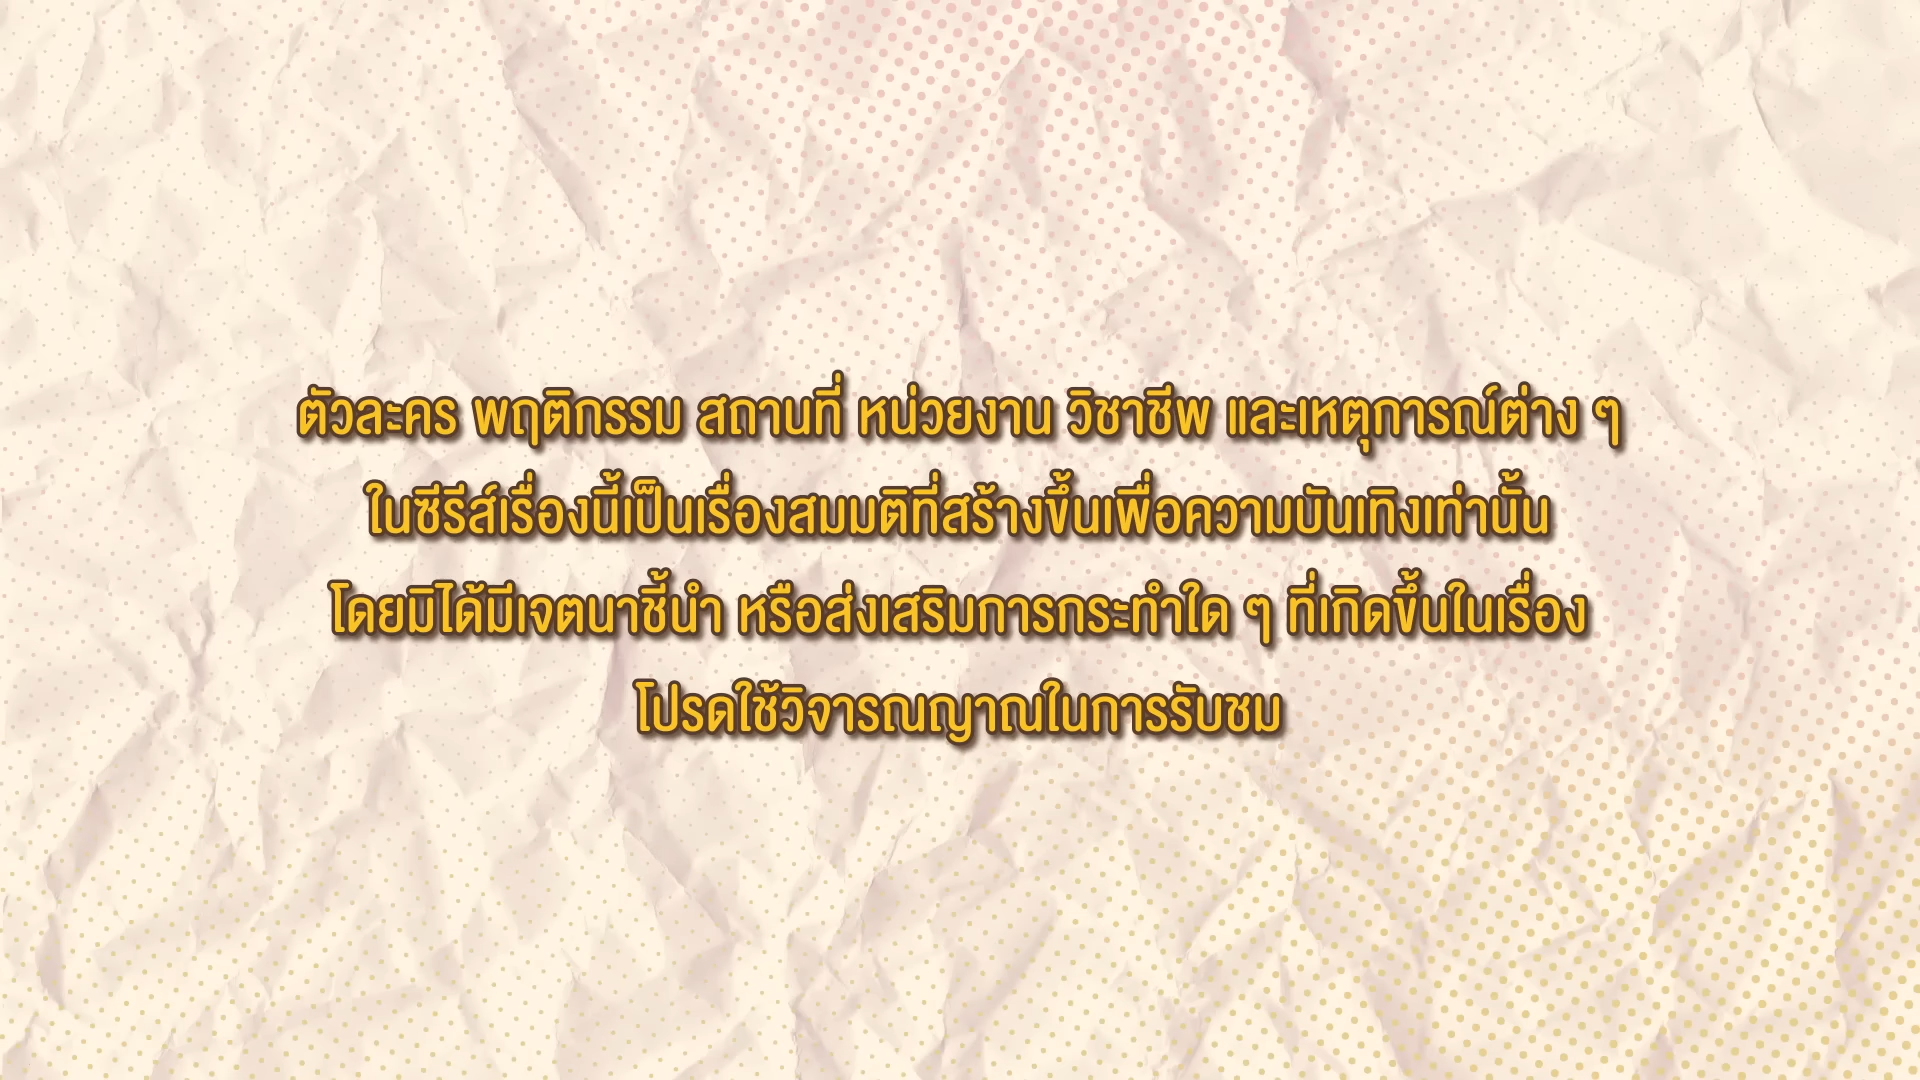 ตัวละคร พฤติกรรม สถานที่ หน่วยงาน วิชาชีพ และเหตุการณ์ต่าง ๆ
ในซีรีส์เรื่องนี้เป็นเรื่องสมมติที่สร้างขึ้นเพื่อความบันเทิงเท่านั้น
โดยมิได้มีเจตนาชี้นำ หรือส่งเสริมการกระทำใด ๆ ที่เกิดขึ้นในเรื่อง
โปรดใช้วิจารณญาณในการรับชม